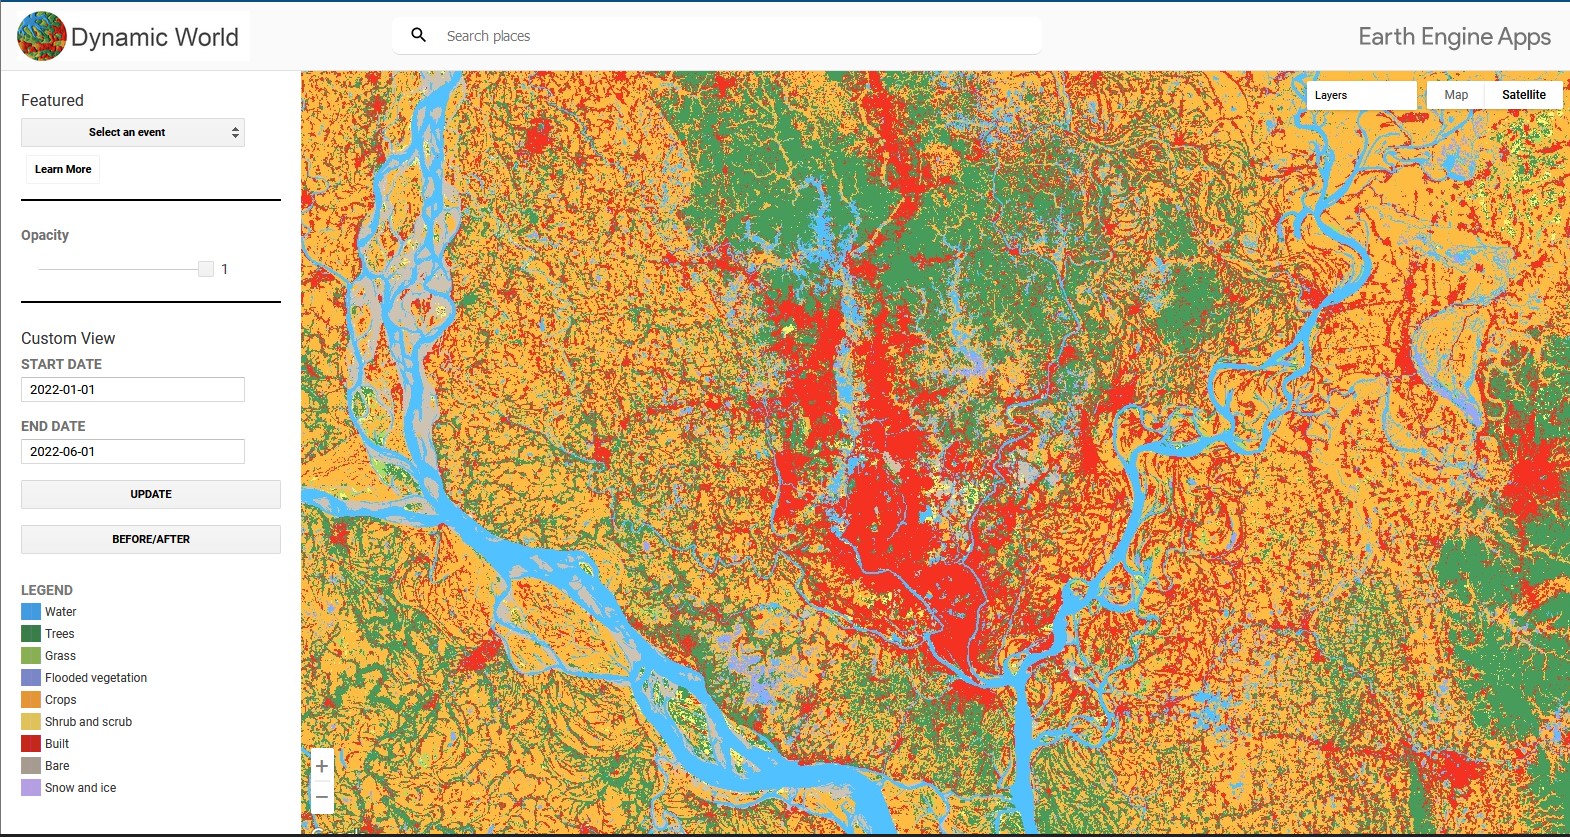 Dynamic World
Search places
Earth Engine Apps
Featured
Select an event
Learn More
Opacity
1
Custom View
START DATE
2022-01-01
END DATE
2022-06-01
UPDATE
BEFORE/AFTER
LEGEND
Water
Trees
Grass
Flooded vegetation
Crops
Shrub and scrub
Built
Bare
Snow and ice
Layers
Map
Satellite
+
−